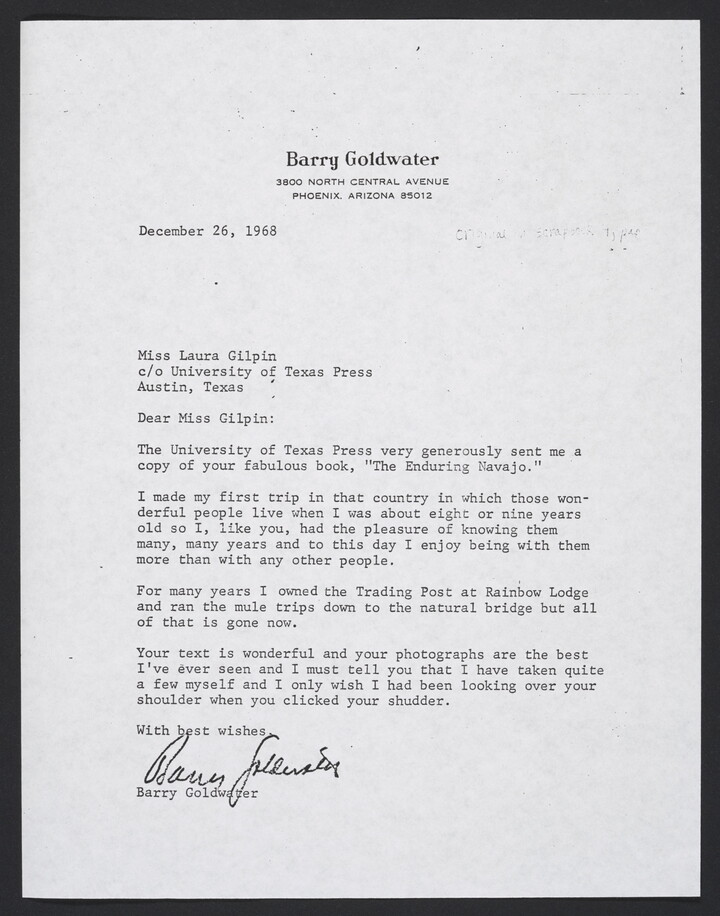 Barry Goldwater
3800 NORTH CENTRAL AVENUE
PHOENIX, ARIZONA 85012
December 26, 1968
Original
Miss Laura Gilpin
c/o University of Texas Press
Austin, Texas
Dear Miss Gilpin:
The University of Texas Press very generously sent me a
copy of your fabulous book, "The Enduring Navajo."
I made my first trip in that country in which those won-
derful people live when I was about eight or nine years
old so I, like you, had the pleasure of knowing them
many, many years and to this day I enjoy being with them
more than with any other people.
For many years I owned the Trading Post at Rainbow Lodge
and ran the mule trips down to the natural bridge but all
of that is gone now.
Your text is wonderful and your photographs are the best
I've ever seen and I must tell you that I have taken quite
a few myself and I only wish I had been looking over your
shoulder when you clicked your shudder.
With best wishes,
Barry Goldwater
Barry Goldwater